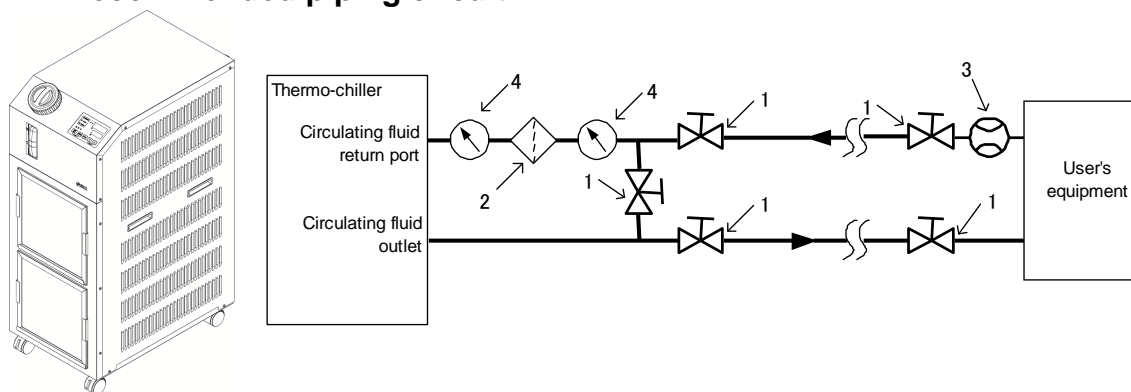 Thermo-chiller
4
4
1
1
3
Circulating fluid
return port
2
1
User's
equipment
Circulating fluid
outlet
1
1